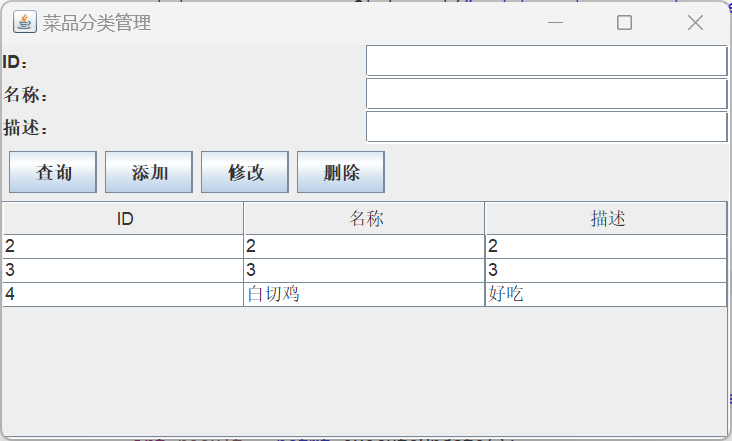 菜品分类管理
ID:
名称:
描述:
查询 添加 修改 删除
ID 名称 描述
2 2 2
3 3 3
4 白切鸡 好吃